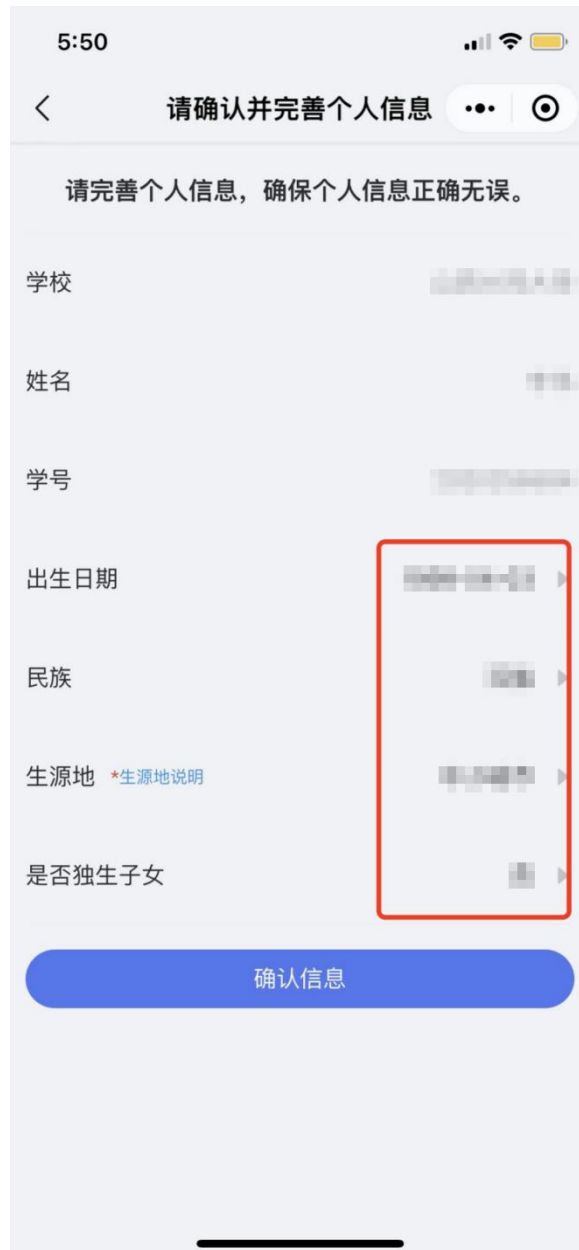 5:50
请确认并完善个人信息
请完善个人信息，确保个人信息正确无误。
学校
姓名
学号
出生日期
民族
生源地 *生源地说明
是否独生子女
确认信息